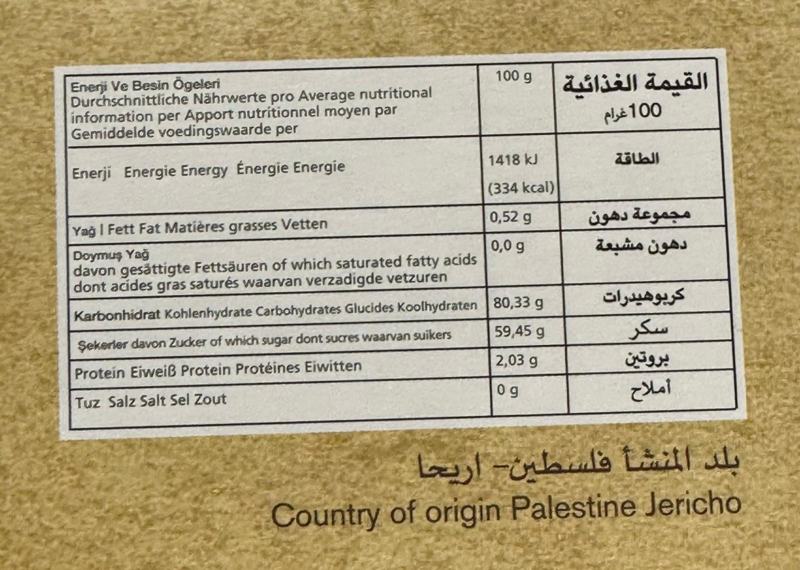 Enerji Ve Besin Ögeleri
Durchschnittliche Nährwerte pro Average nutritional
information per Apport nutritionnel moyen par
Gemiddelde voedingswaarde per
100 g
القيمة الغذائية
100 غرام
Enerji Energie Energy Énergie Energie
1418 kJ
(334 kcal)
الطاقة
Yağ l Fett Fat Matières grasses Vetten
0,52 g
مجموعة دهون
Doymuş Yağ
davon gesättigte Fettsäuren of which saturated fatty acids
dont acides gras saturés waarvan verzadigde vetzuren
0,0 g
دهون مشبعة
Karbonhidrat Kohlenhydrate Carbohydrates Glucides Koolhydraten
80,33 g
كربوهيدرات
Şekerler davon Zucker of which sugar dont sucres waarvan suikers
59,45 g
سكر
Protein Eiweiß Protein Protéines Eiwitten
2,03 g
بروتين
Tuz Salz Salt Sel Zout
0 g
أملاح
بلد المنشأ فلسطين- اريحا
Country of origin Palestine Jericho